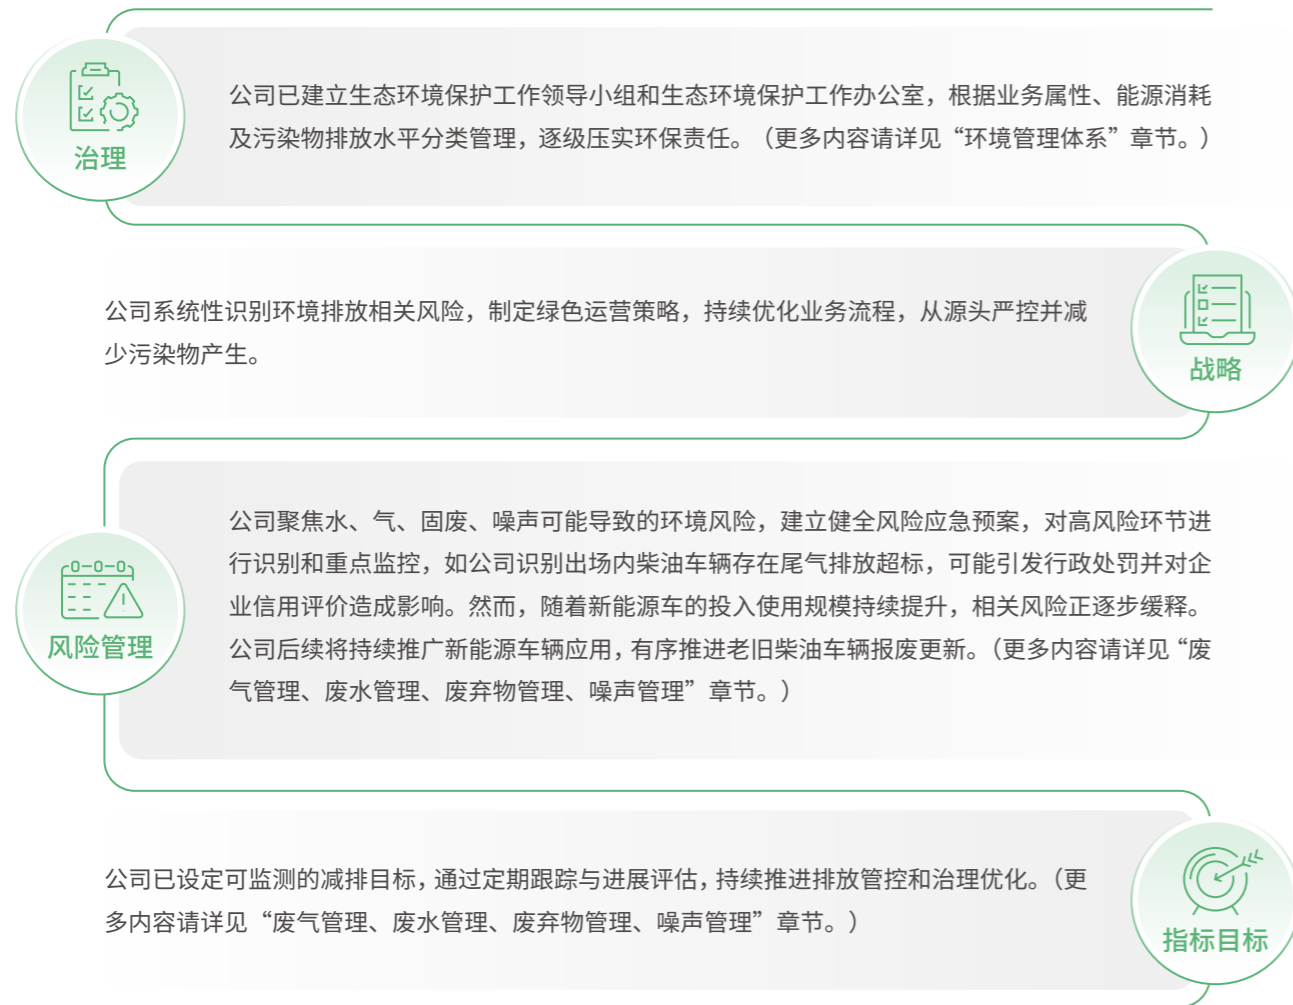 公司已建立生态环境保护工作领导小组和生态环境保护工作办公室，根据业务属性、能源消耗
及污染物排放水平分类管理，逐级压实环保责任。（更多内容请详见“环境管理体系”章节。）
治理
公司系统性识别环境排放相关风险，制定绿色运营策略，持续优化业务流程，从源头严控并减
少污染物产生。
战略
公司聚焦水、气、固废、噪声可能导致的环境风险，建立健全风险应急预案，对高风险环节进
行识别和重点监控，如公司识别出场内柴油车辆存在尾气排放超标，可能引发行政处罚并对企
业信用评价造成影响。然而，随着新能源车的投入使用规模持续提升，相关风险正逐步缓释。
公司后续将持续推广新能源车辆应用，有序推进老旧柴油车辆报废更新。（更多内容请详见“废
气管理、废水管理、废弃物管理、噪声管理”章节。）
风险管理
公司已设定可监测的减排目标，通过定期跟踪与进展评估，持续推进排放管控和治理优化。（更
多内容请详见“废气管理、废水管理、废弃物管理、噪声管理”章节。）
指标目标